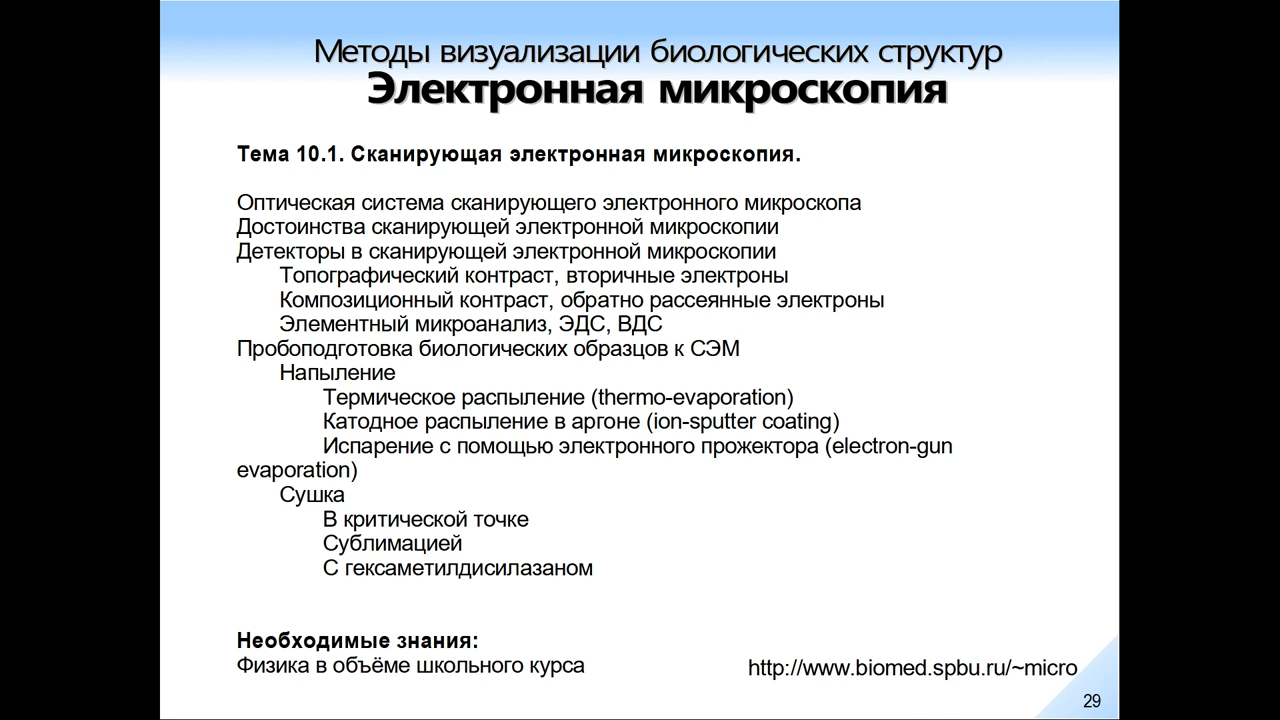 Методы визуализации биологических структур
Электронная микроскопия
Тема 10.1. Сканирующая электронная микроскопия.
Оптическая система сканирующего электронного микроскопа
Достоинства сканирующей электронной микроскопии
Детекторы в сканирующей электронной микроскопии
Топографический контраст, вторичные электроны
Композиционный контраст, обратно рассеянные электроны
Элементный микроанализ, ЭДС, ВДС
Пробоподготовка биологических образцов к СЭМ
Напыление
Термическое распыление (thermo-evaporation)
Катодное распыление в аргоне (ion-sputter coating)
Испарение с помощью электронного прожектора (electron-gun
evaporation)
Сушка
В критической точке
Сублимацией
С гексаметилдисилазаном
Необходимые знания:
Физика в объёме школьного курса
http://www.biomed.spbu.ru/~micro
29